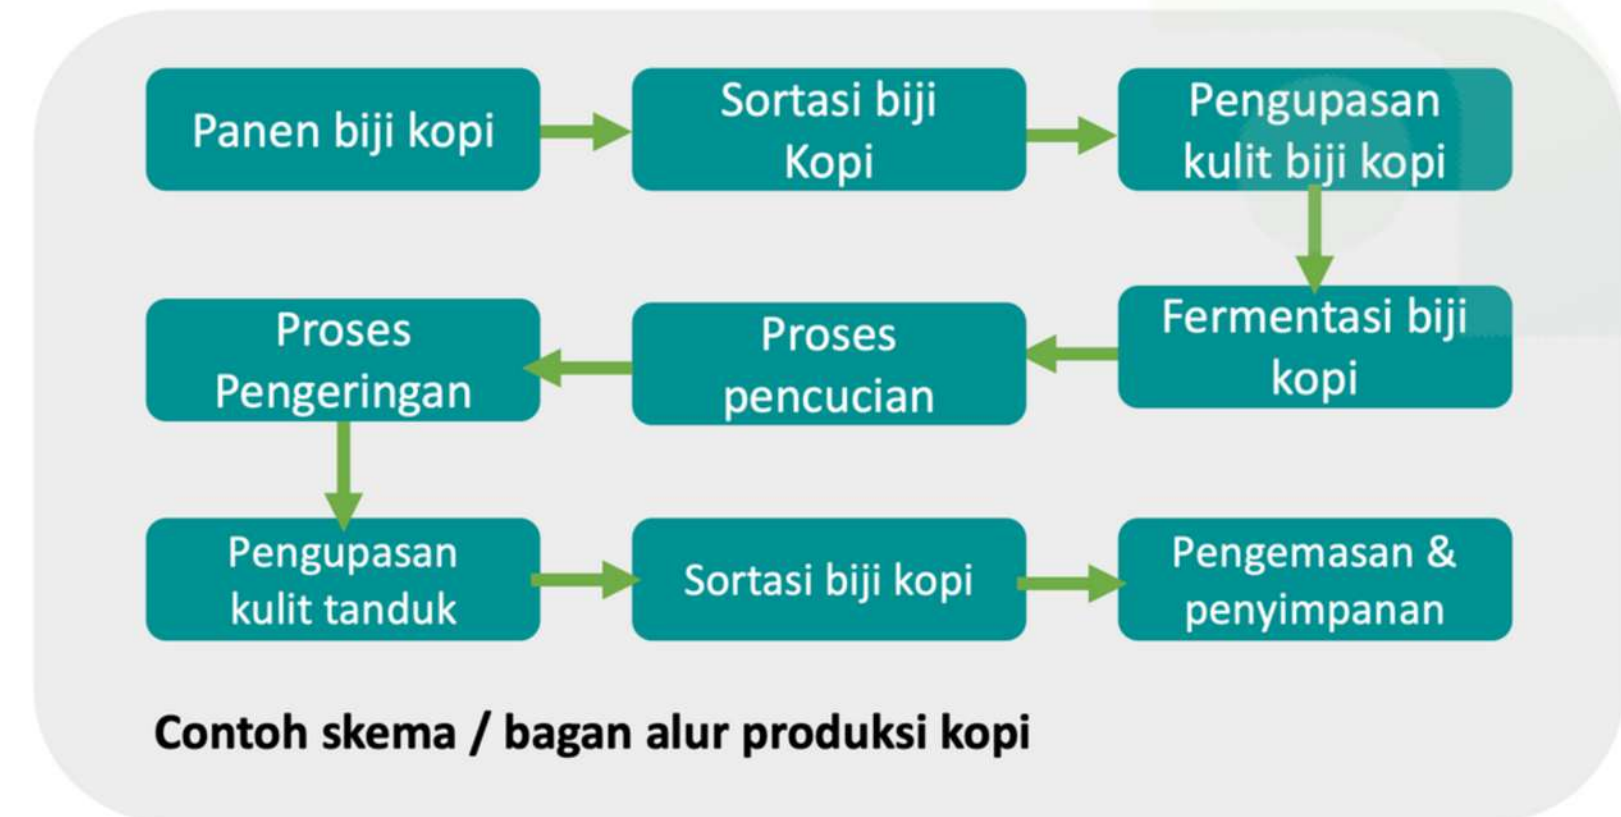 Panen biji kopi
Sortasi biji
Kopi
Pengupasan
kulit biji kopi
Fermentasi biji
kopi
Proses
pencucian
Proses
Pengeringan
Pengupasan
kulit tanduk
Sortasi biji kopi
Pengemasan &
penyimpanan
Contoh skema / bagan alur produksi kopi